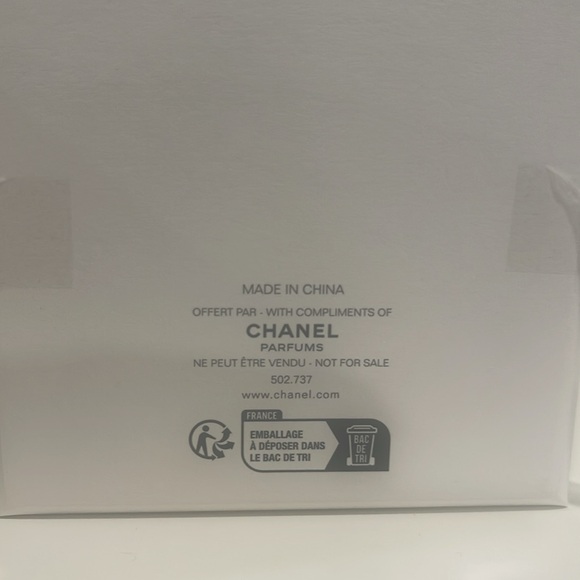 MADE IN CHINA
OFFERT PAR - WITH COMPLIMENTS OF
CHANEL
PARFUMS
NE PEUT ÊTRE VENDU - NOT FOR SALE
502.737
www.chanel.com
FRANCE
EMBALLAGE
À DÉPOSER DANS
LE BAC DE TRI
BAC
DE
TRI